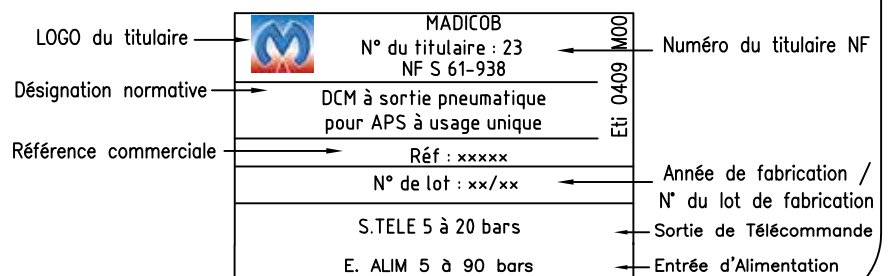 LOGO du titulaire
Désignation normative
Référence commerciale
MADICOB
N° du titulaire : 23
NF S 61-938
DCM à sortie pneumatique
pour APS à usage unique
Réf : xxxxx
N° de lot : xx/xx
S.TELE 5 à 20 bars
E. ALIM 5 à 90 bars
Eti 0409 M00
Numéro du titulaire NF
Année de fabrication /
N° du lot de fabrication
Sortie de Télécommande
Entrée d'Alimentation